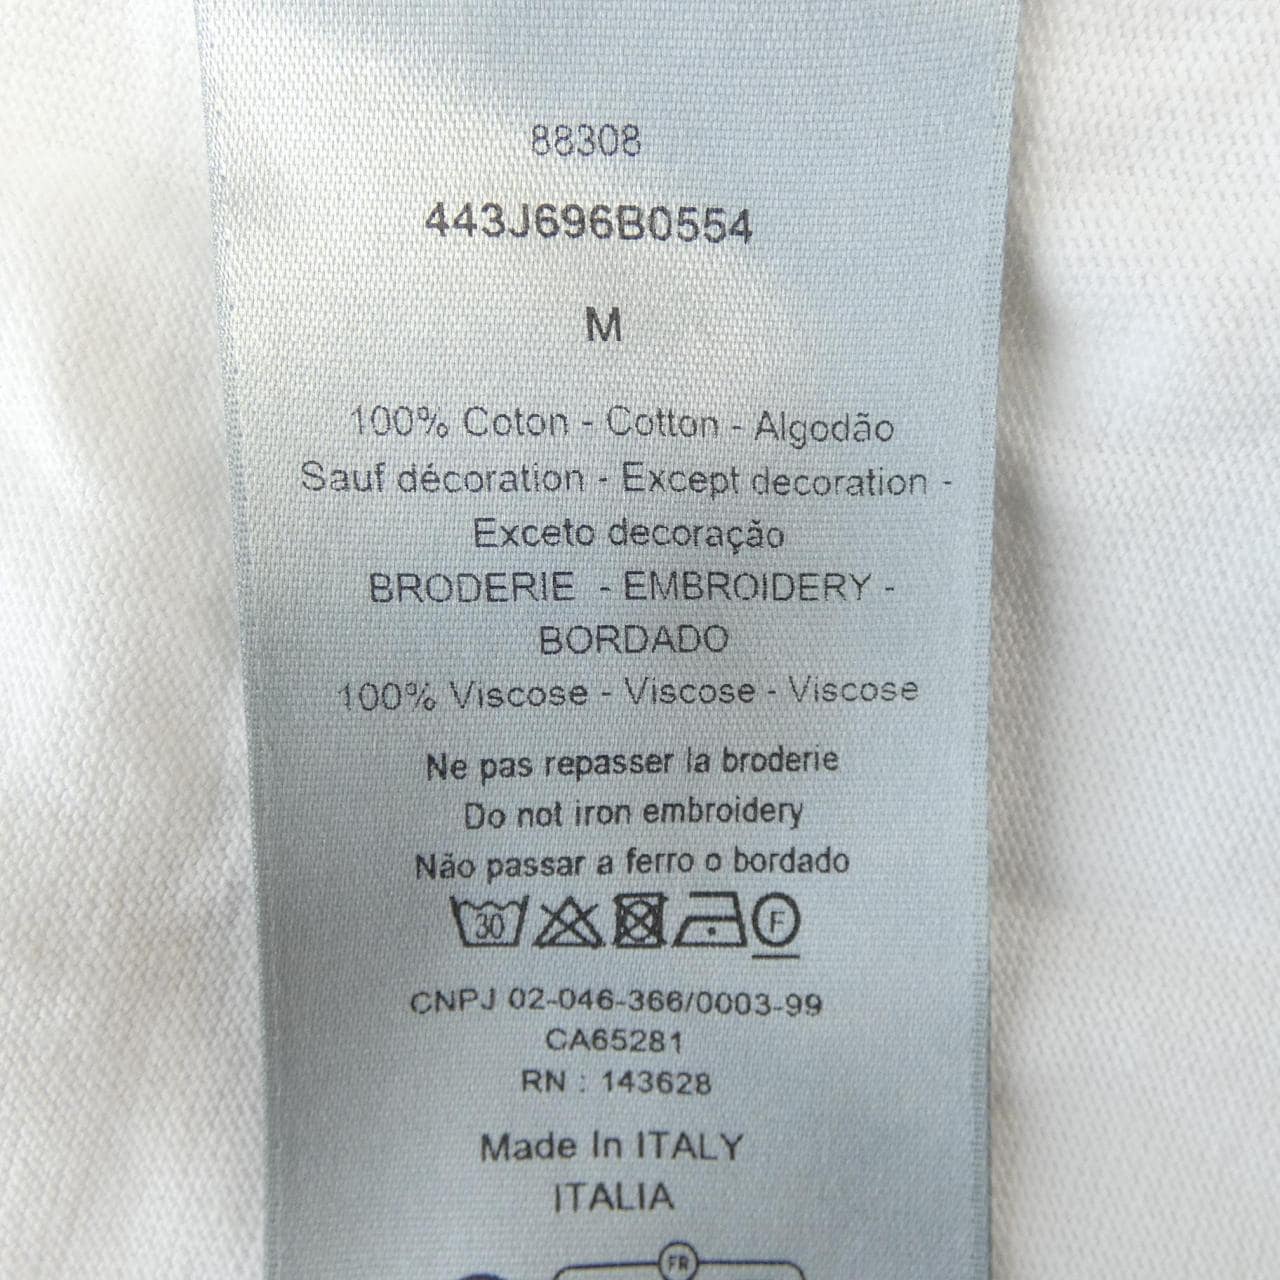 88308
443J696B0554
M
100% Coton - Cotton - Algodão
Sauf décoration - Except decoration -
Exceto decoração
BRODERIE - EMBROIDERY -
BORDADO
100% Viscose - Viscose - Viscose
Ne pas repasser la broderie
Do not iron embroidery
Não passar a ferro o bordado
30 F
CNPJ 02-046-366/0003-99
CA65281
RN : 143628
Made In ITALY
ITALIA
FR